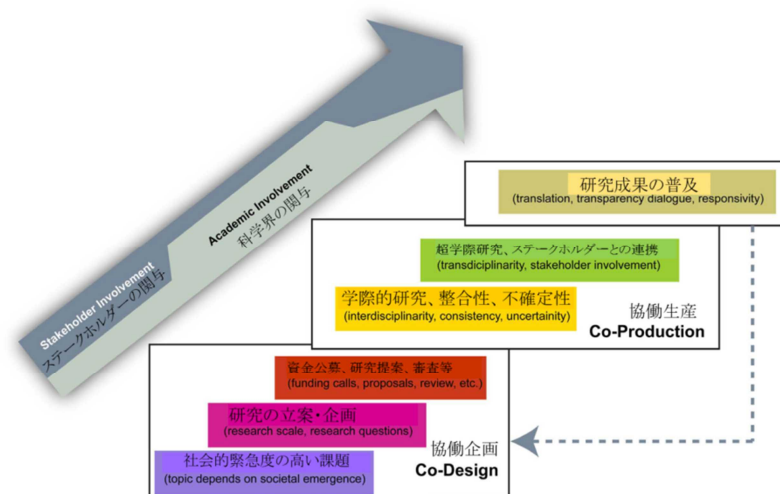 Stakeholder Involvement
ステークホルダーの関与
Academic Involvement
科学界の関与
研究成果の普及
(translation, transparency dialogue, responsivity)
超学際研究、ステークホルダーとの連携
(transdiciplinarity, stakeholder involvement)
学際的研究、整合性、不確定性
(interdisciplinarity, consistency, uncertainity)
協働生産
Co-Production
資金公募、研究提案、審査等
(funding calls, proposals, review, etc.)
研究の立案・企画
(research scale, research questions)
社会的緊急度の高い課題
(topic depends on societal emergence)
協働企画
Co-Design